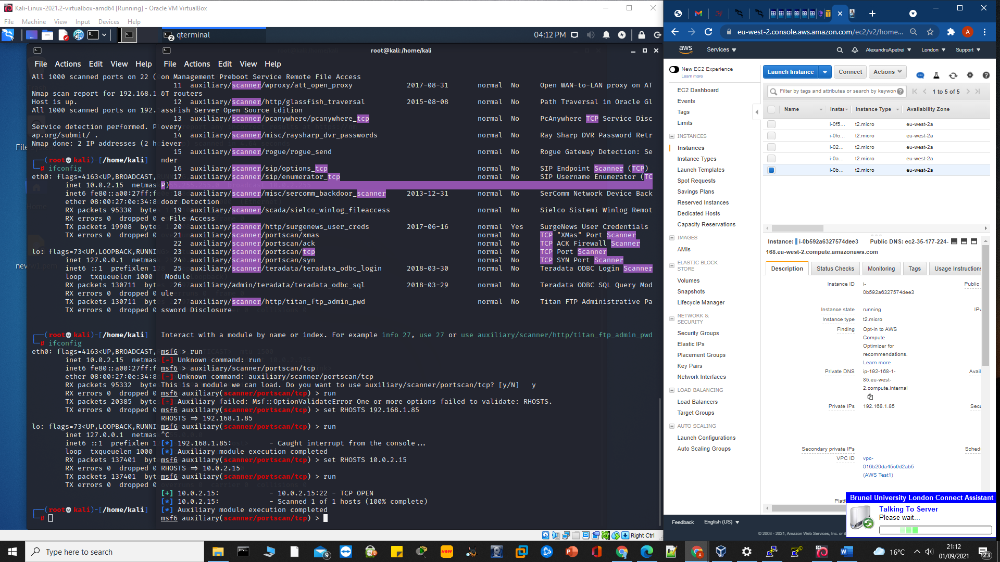 Kali-Linux-2021.2-virtualbox-amd64 [Running] - Oracle VM VirtualBox
File Machine View Input Devices Help
qterminal
04:12 PM
File Actions Edit View Help
All 1000 scanned ports on 22 (
Nmap scan report for 192.168.1
Host is up.
All 1000 scanned ports on 192.
Service detection performed. P
ap.org/submit/ .
Nmap done: 2 IP addresses (2 h
(root kali)-[/home/kali]
# ifconfig
eth0: flags=4163<UP,BROADCAST,
inet 10.0.2.15 netmas
inet6 fe80::a00:27ff:f
ether 08:00:27:0e:34:8
RX packets 95330 bytes
RX errors 0 dropped 0
TX packets 19908 bytes
TX errors 0 dropped 0
lo: flags=73<UP,LOOPBACK,RUNNING>
inet 127.0.0.1 netmas
inet6 ::1 prefixlen 1
loop txqueuelen 1000
RX packets 130711 byt
RX errors 0 dropped 0
TX packets 130711 byt
TX errors 0 dropped 0
(root kali)-[/home/kali]
# ifconfig
eth0: flags=4163<UP,BROADCAST,
inet 10.0.2.15 netmas
inet6 fe80::a00:27ff:f
ether 08:00:27:0e:34:8
RX packets 95332 bytes
RX errors 0 dropped 0
TX packets 20385 bytes
TX errors 0 dropped 0
lo: flags=73<UP,LOOPBACK,RUNNI
inet 127.0.0.1 netmas
inet6 ::1 prefixlen 1
loop txqueuelen 1000
RX packets 137401 byt
RX errors 0 dropped 0
TX packets 137401 byt
TX errors 0 dropped 0
(root kali)-[/home/kali]
#
root@kali:/home/kali
File Actions Edit View Help
on Management Preboot Service Remote File Access
11 auxiliary/scanner/wproxy/att_open_proxy 2017-08-31 normal No Open WAN-to-LAN proxy on AT
&T routers
12 auxiliary/scanner/http/glassfish_traversal 2015-08-08 normal No Path Traversal in Oracle Gl
assFish Server Open Source Edition
13 auxiliary/scanner/pcanywhere/pcanywhere_tcp normal No PcAnywhere TCP Service Disc
overy
14 auxiliary/scanner/misc/raysharp_dvr_passwords normal No Ray Sharp DVR Password Retr
iever
15 auxiliary/scanner/rogue/rogue_send normal No Rogue Gateway Detection: Se
nder
16 auxiliary/scanner/sip/options_tcp normal No SIP Endpoint Scanner (TCP)
17 auxiliary/scanner/sip/enumerator_tcp normal No SIP Username Enumerator (TC
P)
18 auxiliary/scanner/misc/sercomm_backdoor_scanner 2013-12-31 normal No SerComm Network Device Back
door Detection
19 auxiliary/scanner/scada/sielco_winlog_fileaccess normal No Sielco Sistemi Winlog Remot
e File Access
20 auxiliary/scanner/http/surgenews_user_creds 2017-06-16 normal Yes SurgeNews User Credentials
21 auxiliary/scanner/portscan/xmas normal No TCP "XMas" Port Scanner
22 auxiliary/scanner/portscan/ack normal No TCP ACK Firewall Scanner
23 auxiliary/scanner/portscan/tcp normal No TCP Port Scanner
24 auxiliary/scanner/portscan/syn normal No TCP SYN Port Scanner
25 auxiliary/scanner/teradata/teradata_odbc_login 2018-03-30 normal No Teradata ODBC Login Scanner
Module
26 auxiliary/admin/teradata/teradata_odbc_sql 2018-03-29 normal No Teradata ODBC SQL Query Mod
ule
27 auxiliary/scanner/http/titan_ftp_admin_pwd normal No Titan FTP Administrative Pa
ssword Disclosure
Interact with a module by name or index. For example info 27, use 27 or use auxiliary/scanner/http/titan_ftp_admin_pwd
msf6 > run
[-] Unknown command: run
msf6 > auxiliary/scanner/portscan/tcp
[-] Unknown command: auxiliary/scanner/portscan/tcp
This is a module we can load. Do you want to use auxiliary/scanner/portscan/tcp? [y/N] y
msf6 auxiliary(scanner/portscan/tcp) > run
[-] Auxiliary failed: Msf::OptionValidateError One or more options failed to validate: RHOSTS.
msf6 auxiliary(scanner/portscan/tcp) > set RHOSTS 192.168.1.85
RHOSTS => 192.168.1.85
msf6 auxiliary(scanner/portscan/tcp) > run
^C
[*] 192.168.1.85: - Caught interrupt from the console...
[*] Auxiliary module execution completed
msf6 auxiliary(scanner/portscan/tcp) > set RHOSTS 10.0.2.15
RHOSTS => 10.0.2.15
msf6 auxiliary(scanner/portscan/tcp) > run
[+] 10.0.2.15: - 10.0.2.15:22 - TCP OPEN
[*] 10.0.2.15: - Scanned 1 of 1 hosts (100% complete)
[*] Auxiliary module execution completed
msf6 auxiliary(scanner/portscan/tcp) >
Right Ctrl
eu-west-2.console.aws.amazon.com/ec2/v2/home...
A
aws Services AlexandruApetrei London Support
New EC2 Experience
Learn more
EC2 Dashboard
Events
Tags
Limits
INSTANCES
Instances
Instance Types
Launch Templates
Spot Requests
Savings Plans
Reserved Instances
Dedicated Hosts
Capacity Reservations
IMAGES
AMIs
ELASTIC BLOCK
STORE
Volumes
Snapshots
Lifecycle Manager
NETWORK &
SECURITY
Security Groups
Elastic IPs
Placement Groups
Key Pairs
Network Interfaces
LOAD BALANCING
Load Balancers
Target Groups
AUTO SCALING
Launch Configurations
Auto Scaling Groups
Launch Instance Connect Actions
Filter by tags and attributes or search by keyword
1 to 5 of 5
Name Instar Instance Type Availability Zone
i-0f5... t2.micro eu-west-2a
i-0fc... t2.micro eu-west-2a
i-02... t2.micro eu-west-2a
i-0a... t2.micro eu-west-2a
i-0b... t2.micro eu-west-2a
Instance: i-0b592a6327574dee3 Public DNS: ec2-35-177-224-
168.eu-west-2.compute.amazonaws.com
Description Status Checks Monitoring Tags Usage Instructions
Instance ID i-
0b592a6327574dee3
Public
Instance state running
IPv
Instance type t2.micro
Finding Opt-in to AWS
Compute
Optimizer for
recommendations.
Learn more
Private DNS ip-192-168-1-
85.eu-west-
2.compute.internal
Avail
Private IPs 192.168.1.85
Secu
Secondary private IPs
Schedu
VPC ID vpc-
016b20da45c9d2ab5
(AWS Test1)
Platf
Feedback English (US)
© 2008 - 2021, Amazon Web Services, Inc. or i
Brunel University London Connect Assistant
Talking To Server
Please wait...
Type here to search
9
NOW
16°C
21:12
01/09/2021
23